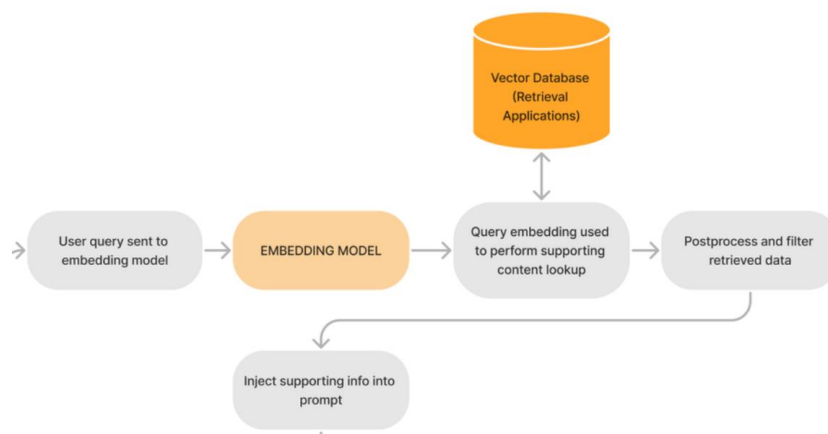 Vector Database
(Retrieval
Applications)
User query sent to
embedding model
EMBEDDING MODEL
Query embedding used
to perform supporting
content lookup
Postprocess and filter
retrieved data
Inject supporting info into
prompt